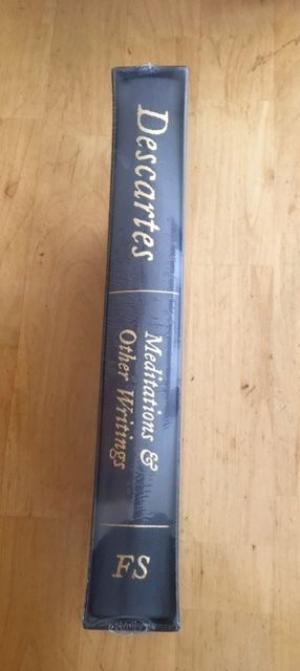 Descartes
Meditations &
Other Writings
FS